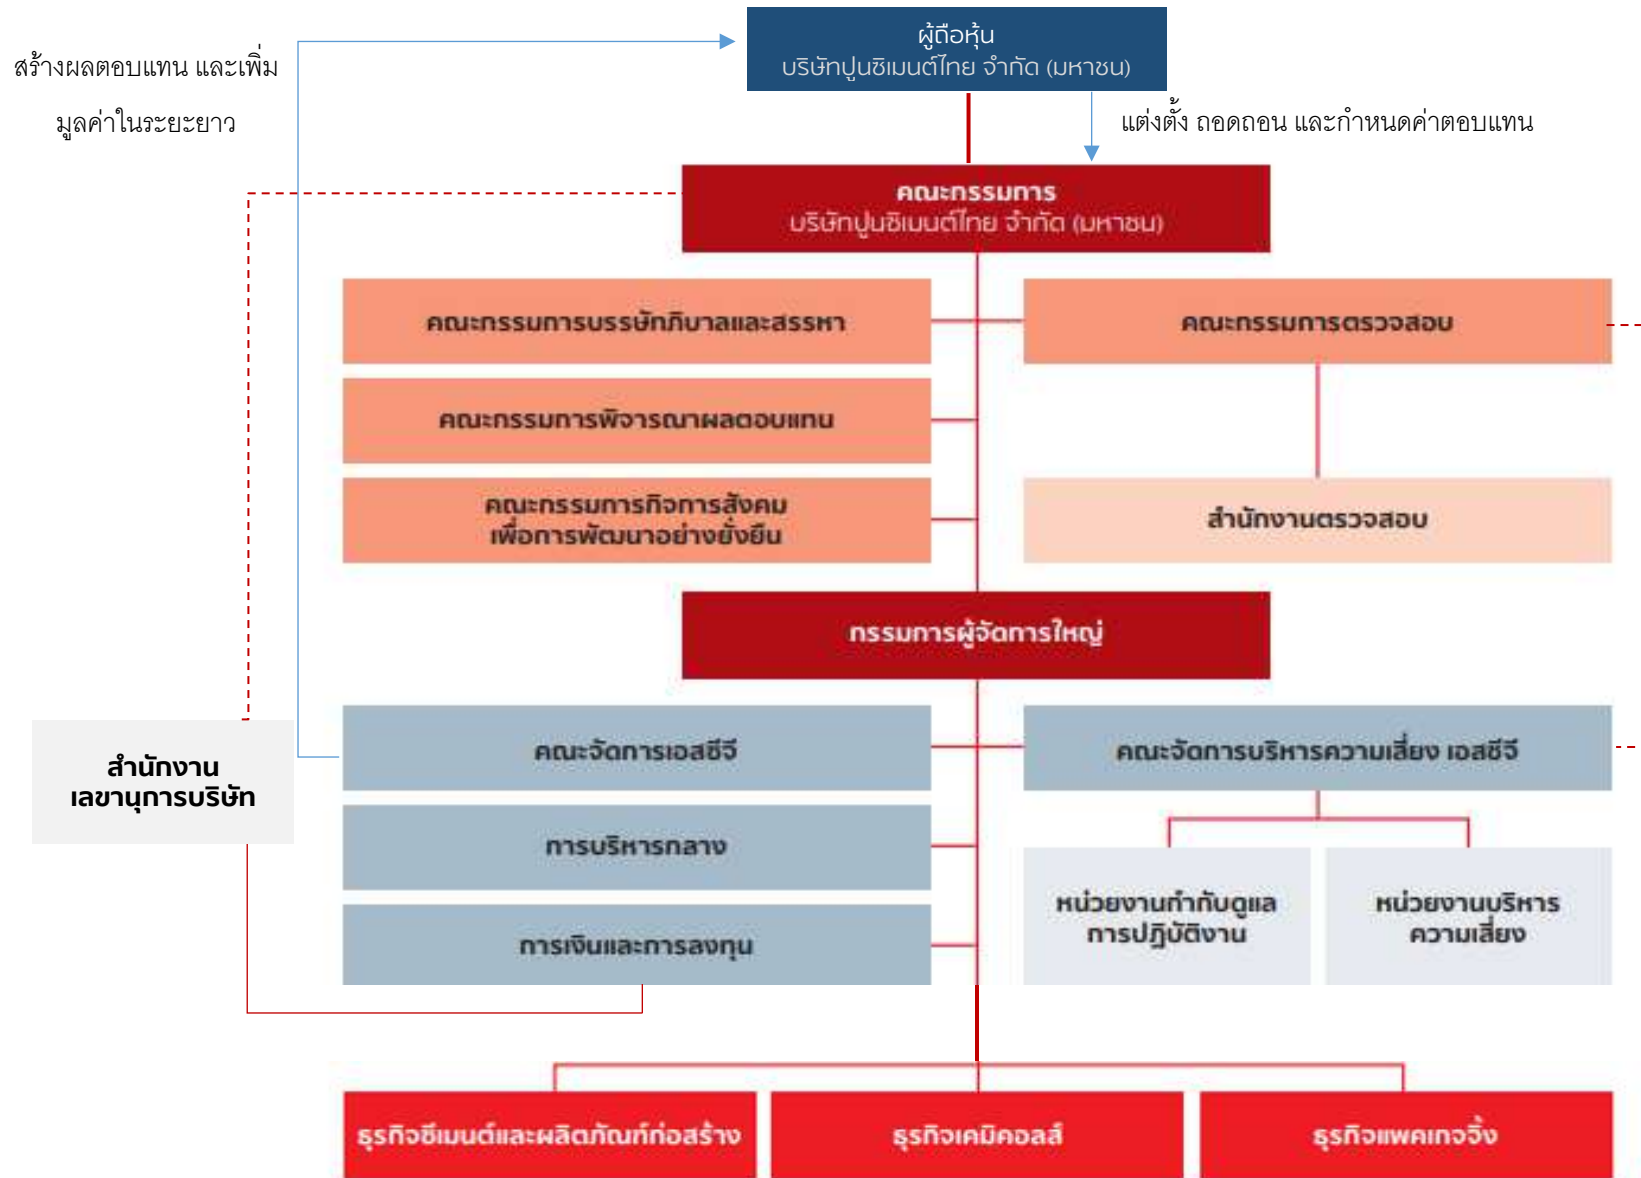 ผู้ถือหุ้น
บริษัทปูนซิเมนต์ไทย จำกัด (มหาชน)
สร้างผลตอบแทน และเพิ่ม
มูลค่าในระยะยาว
แต่งตั้ง ถอดถอน และกำหนดค่าตอบแทน
คณะกรรมการ
บริษัทปูนซิเมนต์ไทย จำกัด (มหาชน)
คณะกรรมการบรรษัทภิบาลและสรรหา
คณะกรรมการตรวจสอบ
คณะกรรมการพิจารณาผลตอบแทน
คณะกรรมการกิจการสังคม
เพื่อการพัฒนาอย่างยั่งยืน
สำนักงานตรวจสอบ
กรรมการผู้จัดการใหญ่
คณะจัดการเอสซีจี
คณะจัดการบริหารความเสี่ยง เอสซีจี
สำนักงาน
เลขานุการบริษัท
การบริหารกลาง
หน่วยงานกำกับดูแล
การปฏิบัติงาน
หน่วยงานบริหาร
ความเสี่ยง
การเงินและการลงทุน
ธุรกิจซีเมนต์และผลิตภัณฑ์ก่อสร้าง
ธุรกิจเคมิคอลส์
ธุรกิจแพคเกจจิ้ง